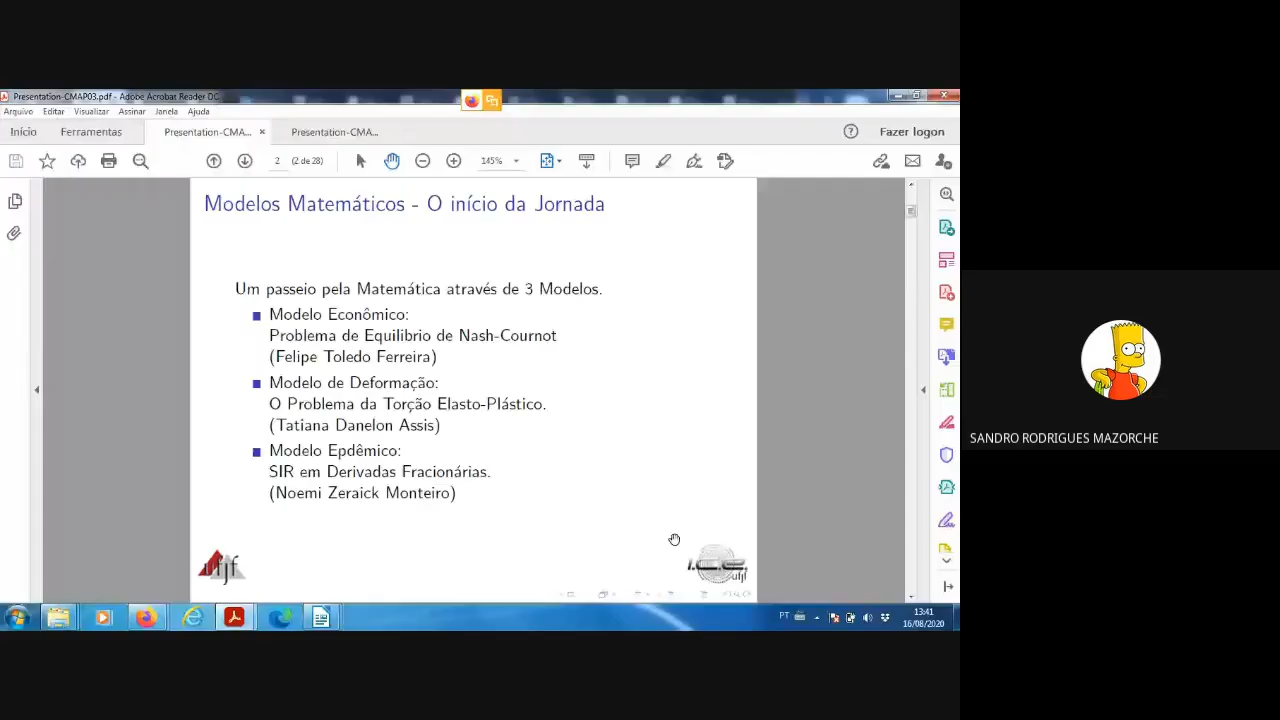 Presentation-CMAP03.pdf - Adobe Acrobat Reader DC
Arquivo Editar Visualizar Assinar Janela Ajuda
Início Ferramentas Presentation-CMA... × Presentation-CMA... Fazer logon
2 (2 de 28) 145%
Modelos Matemáticos - O início da Jornada
Um passeio pela Matemática através de 3 Modelos.
Modelo Econômico:
Problema de Equilibrio de Nash-Cournot
(Felipe Toledo Ferreira)
Modelo de Deformação:
O Problema da Torção Elasto-Plástico.
(Tatiana Danelon Assis)
Modelo Epdêmico:
SIR em Derivadas Fracionárias.
(Noemi Zeraick Monteiro)
ufjf
I.C.E.
ufjf
PT
13:41
16/08/2020
SANDRO RODRIGUES MAZORCHE